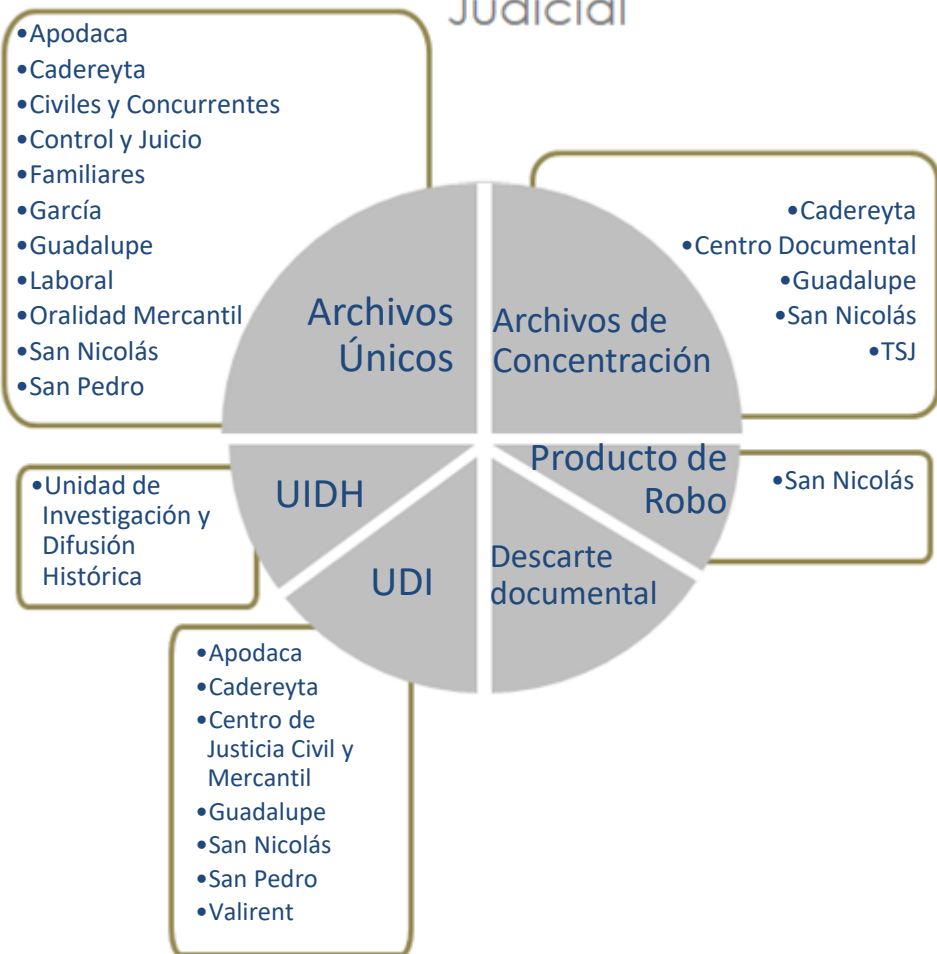 Judicial
•Apodaca
•Cadereyta
•Civiles y Concurrentes
•Control y Juicio
•Familiares
•García
•Guadalupe
•Laboral
•Oralidad Mercantil
•San Nicolás
•San Pedro
•Cadereyta
•Centro Documental
•Guadalupe
•San Nicolás
•TSJ
Archivos
Únicos
Archivos de
Concentración
•Unidad de
Investigación y
Difusión
Histórica
UIDH
Producto de
Robo
•San Nicolás
UDI
Descarte
documental
•Apodaca
•Cadereyta
•Centro de
Justicia Civil y
Mercantil
•Guadalupe
•San Nicolás
•San Pedro
•Valirent